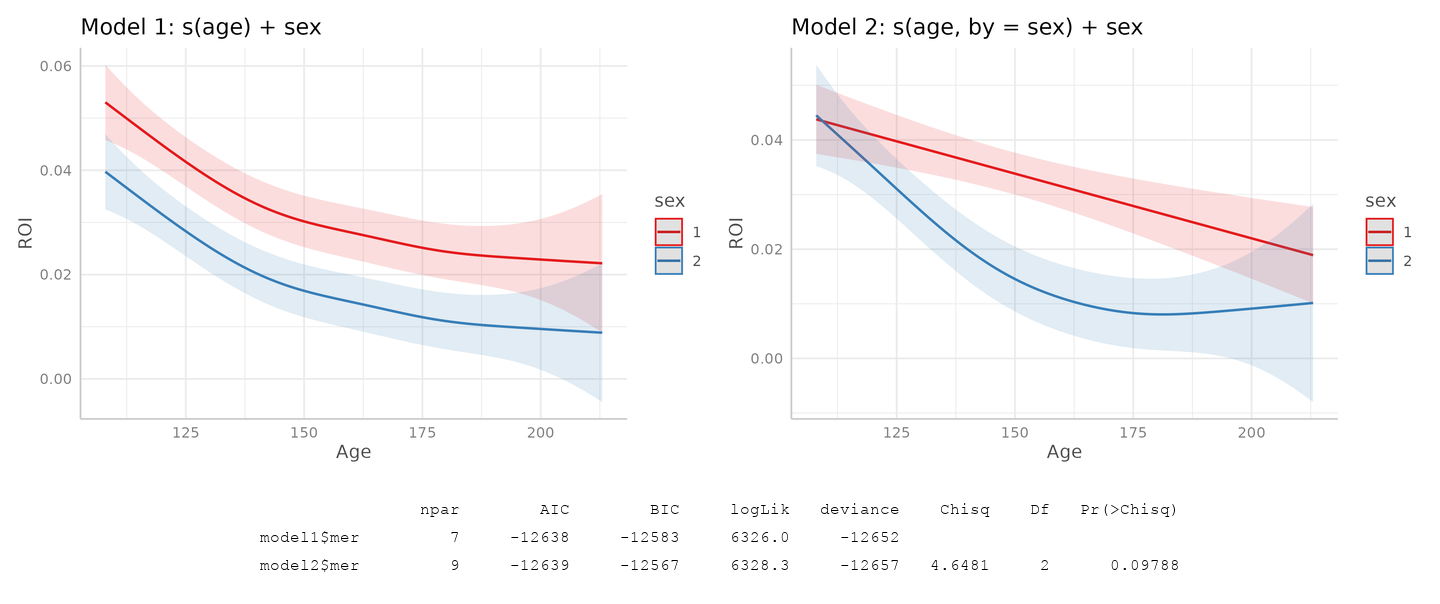 Model 1: s(age) + sex
0.06
0.04
0.02
0.00
ROI
125 150 175 200
Age
sex
1
2
Model 2: s(age, by = sex) + sex
0.04
0.02
0.00
ROI
125 150 175 200
Age
sex
1
2
npar AIC BIC logLik deviance Chisq Df Pr(>Chisq)
model1$mer 7 -12638 -12583 6326.0 -12652
model2$mer 9 -12639 -12567 6328.3 -12657 4.6481 2 0.09788